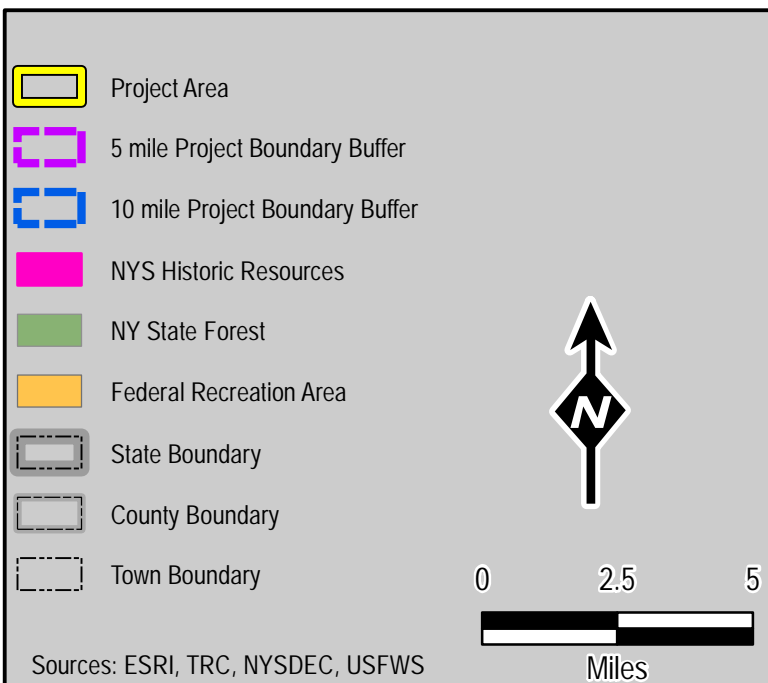 Project Area
5 mile Project Boundary Buffer
10 mile Project Boundary Buffer
NYS Historic Resources
NY State Forest
Federal Recreation Area
State Boundary
County Boundary
Town Boundary
N
0 2.5 5
Miles
Sources: ESRI, TRC, NYSDEC, USFWS